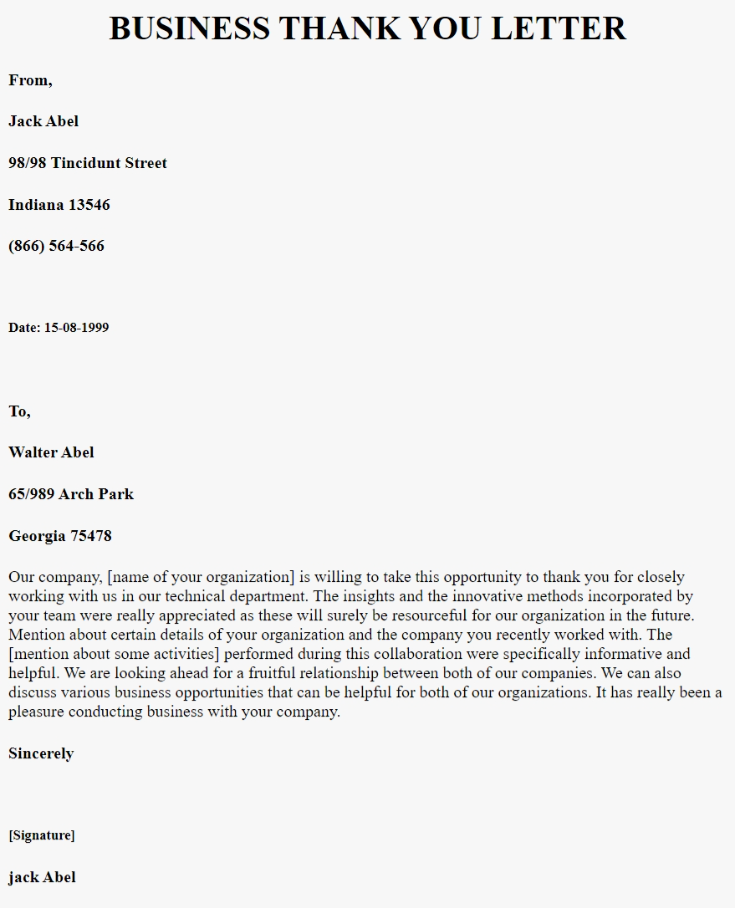 BUSINESS THANK YOU LETTER
From,
Jack Abel
98/98 Tincidunt Street
Indiana 13546
(866) 564-566
Date: 15-08-1999
To,
Walter Abel
65/989 Arch Park
Georgia 75478
Our company, [name of your organization] is willing to take this opportunity to thank you for closely
working with us in our technical department. The insights and the innovative methods incorporated by
your team were really appreciated as these will surely be resourceful for our organization in the future.
Mention about certain details of your organization and the company you recently worked with. The
[mention about some activities] performed during this collaboration were specifically informative and
helpful. We are looking ahead for a fruitful relationship between both of our companies. We can also
discuss various business opportunities that can be helpful for both of our organizations. It has really been a
pleasure conducting business with your company.
Sincerely
[Signature]
jack Abel